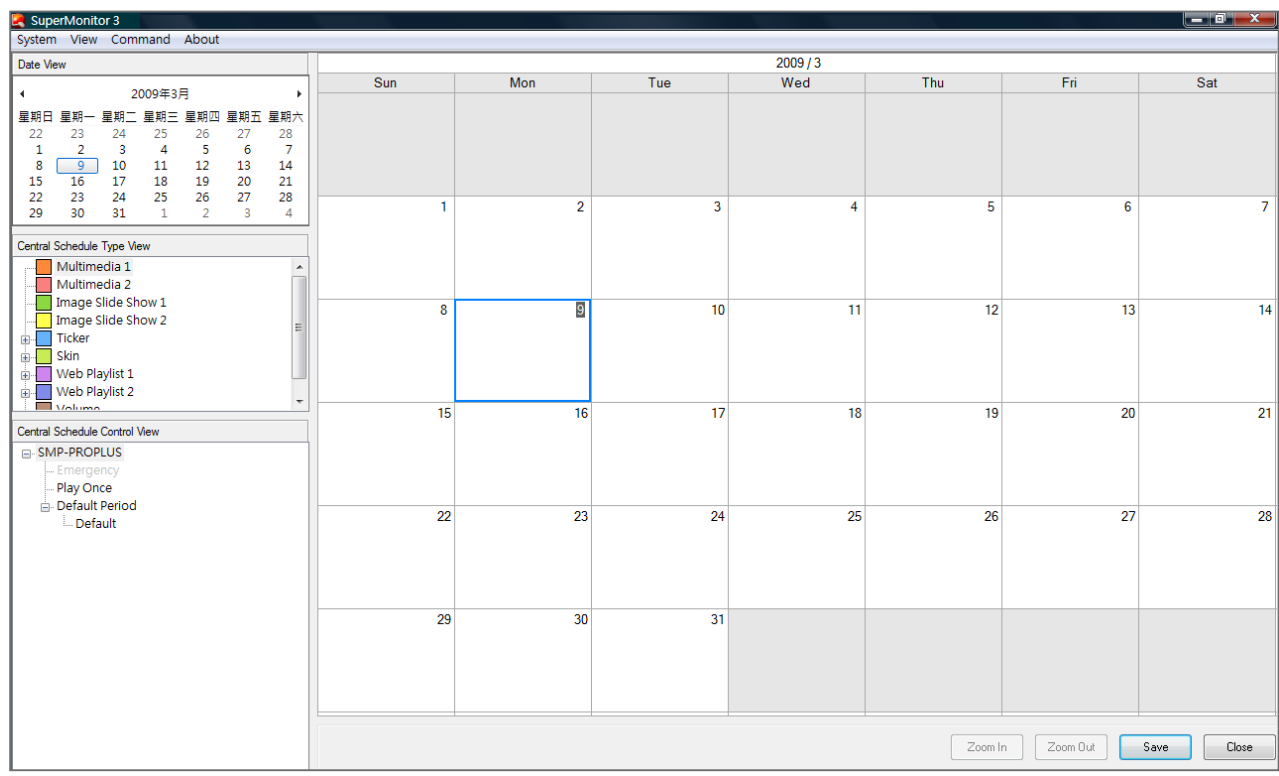 SuperMonitor 3
System View Command About
Date View
2009年3月
星期日 星期一 星期二 星期三 星期四 星期五 星期六
22 23 24 25 26 27 28
1 2 3 4 5 6 7
8 9 10 11 12 13 14
15 16 17 18 19 20 21
22 23 24 25 26 27 28
29 30 31 1 2 3 4
Central Schedule Type View
Multimedia 1
Multimedia 2
Image Slide Show 1
Image Slide Show 2
Ticker
Skin
Web Playlist 1
Web Playlist 2
Volume
Central Schedule Control View
SMP-PROPLUS
Emergency
Play Once
Default Period
Default
2009 / 3
Sun Mon Tue Wed Thu Fri Sat
1 2 3 4 5 6 7
8 9 10 11 12 13 14
15 16 17 18 19 20 21
22 23 24 25 26 27 28
29 30 31
Zoom In Zoom Out Save Close